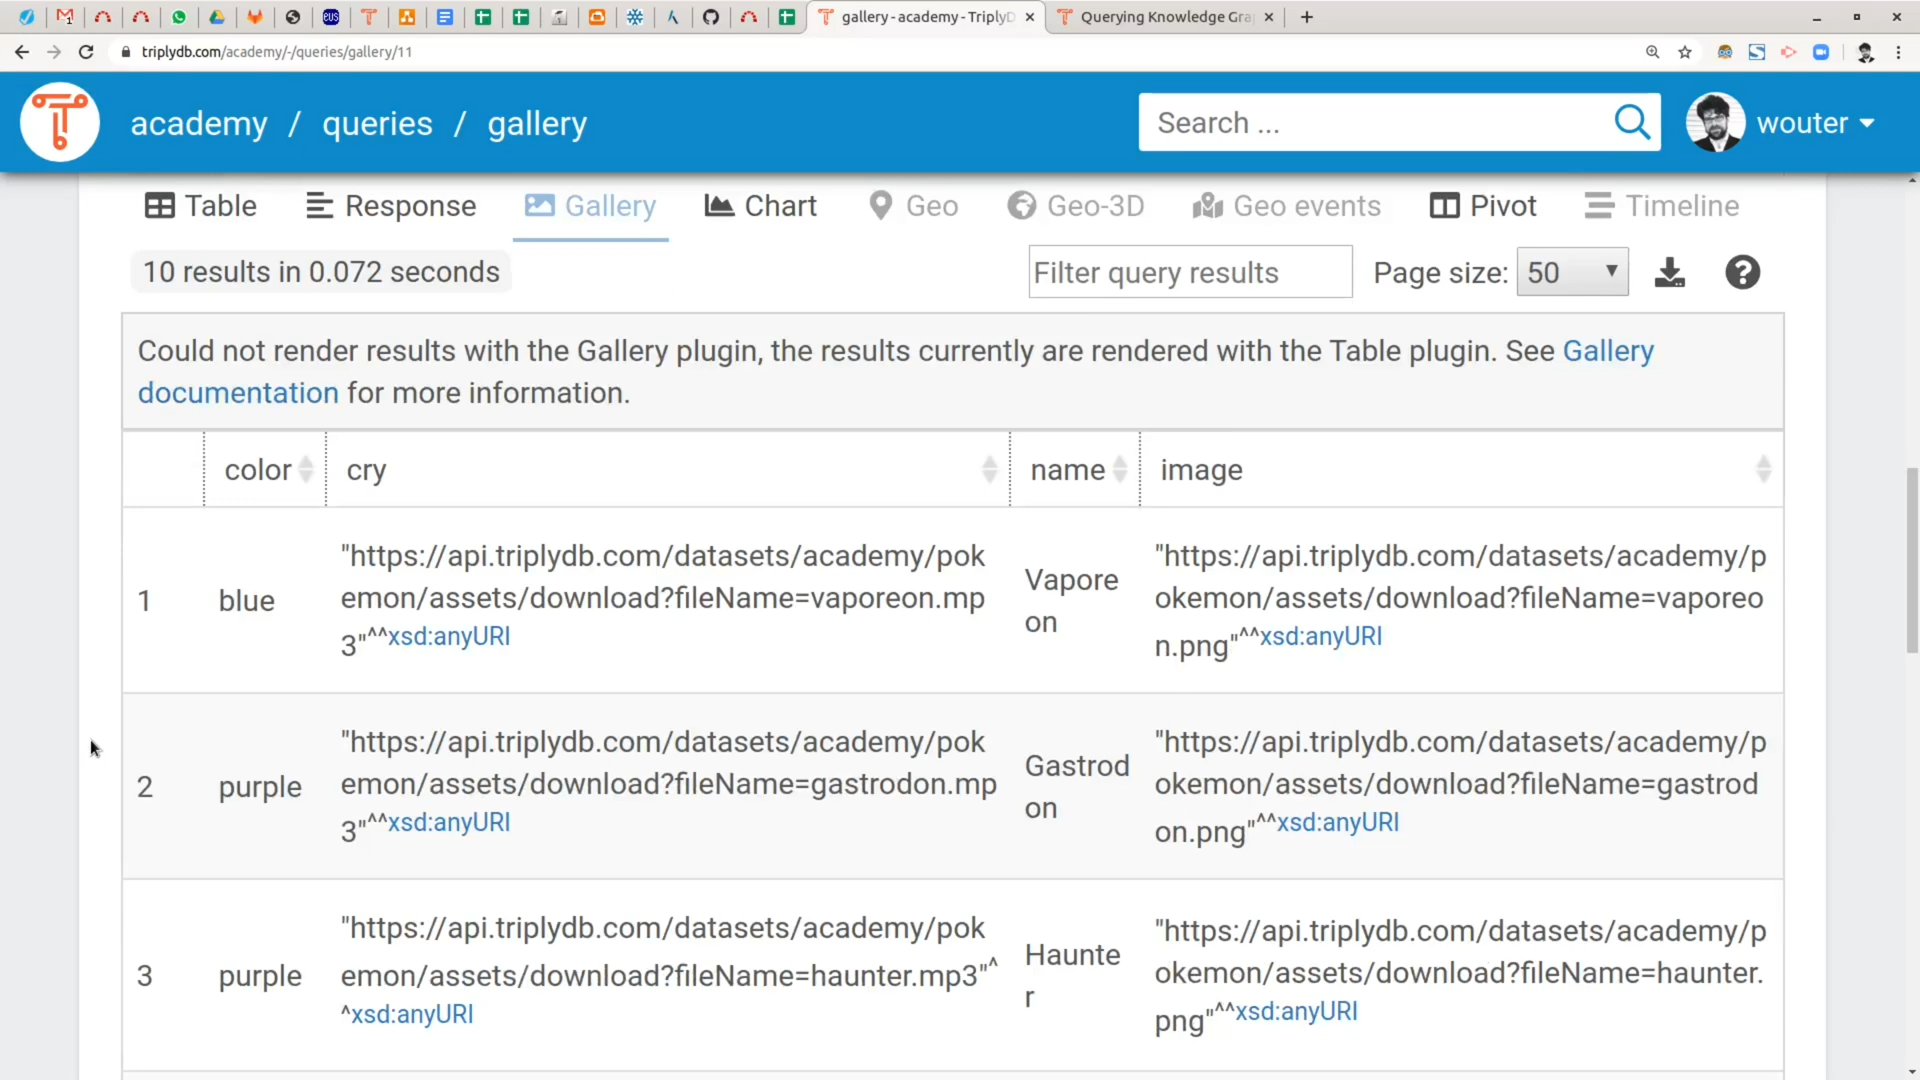 gallery - academy - TriplyD
Querying Knowledge Gra
triplydb.com/academy/-/queries/gallery/11
academy / queries / gallery
Search ...
wouter
Table
Response
Gallery
Chart
Geo
Geo-3D
Geo events
Pivot
Timeline
10 results in 0.072 seconds
Filter query results
Page size: 50
Could not render results with the Gallery plugin, the results currently are rendered with the Table plugin. See Gallery
documentation for more information.
color
cry
name
image
1
blue
"https://api.triplydb.com/datasets/academy/pok
emon/assets/download?fileName=vaporeon.mp
3"^^xsd:anyURI
Vapore
on
"https://api.triplydb.com/datasets/academy/p
okemon/assets/download?fileName=vaporeo
n.png"^^xsd:anyURI
2
purple
"https://api.triplydb.com/datasets/academy/pok
emon/assets/download?fileName=gastrodon.mp
3"^^xsd:anyURI
Gastrod
on
"https://api.triplydb.com/datasets/academy/p
okemon/assets/download?fileName=gastrod
on.png"^^xsd:anyURI
3
purple
"https://api.triplydb.com/datasets/academy/pok
emon/assets/download?fileName=haunter.mp3"^
^xsd:anyURI
Haunte
r
"https://api.triplydb.com/datasets/academy/p
okemon/assets/download?fileName=haunter.
png"^^xsd:anyURI